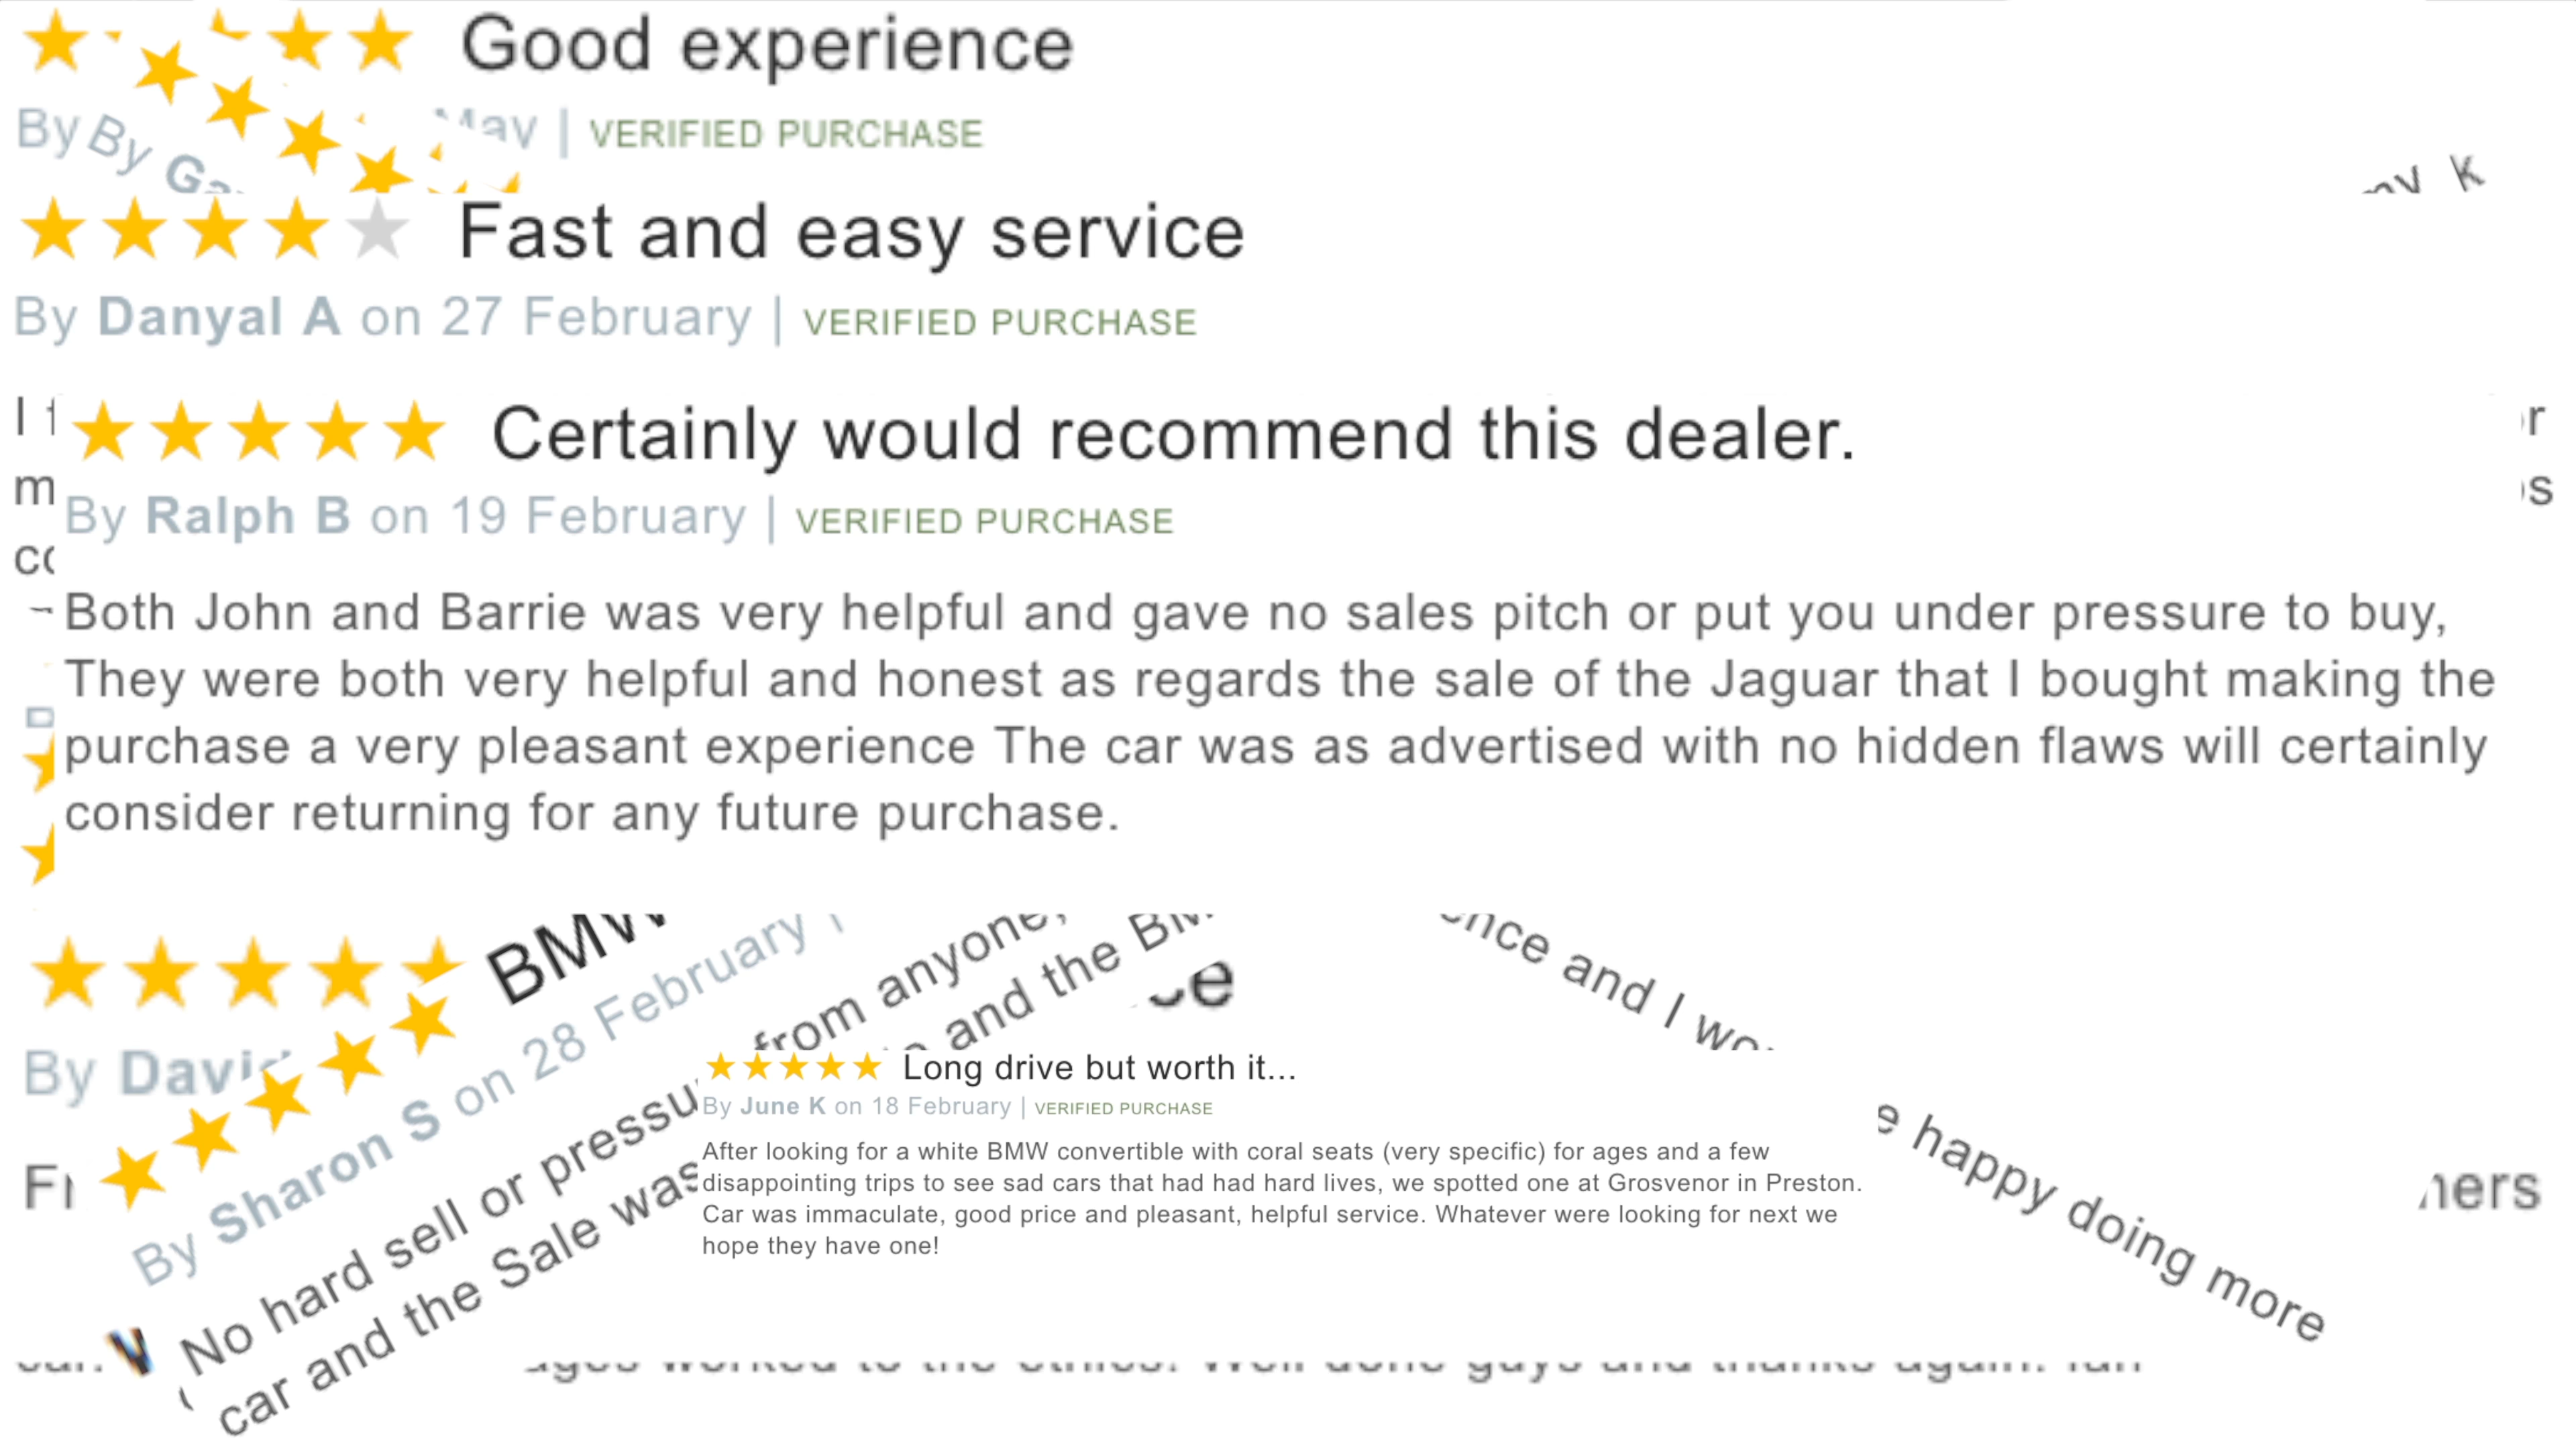 Good experience
By
By
VERIFIED PURCHASE
Fast and easy service
By Danyal A on 27 February | VERIFIED PURCHASE
Certainly would recommend this dealer.
By Ralph B on 19 February | VERIFIED PURCHASE
Both John and Barrie was very helpful and gave no sales pitch or put you under pressure to buy,
They were both very helpful and honest as regards the sale of the Jaguar that I bought making the
purchase a very pleasant experience The car was as advertised with no hidden flaws will certainly
consider returning for any future purchase.
BMW
By Sharon S on 28 February
No hard sell or from anyone,
car and the Sale was and the
and I
happy doing more
By
Long drive but worth it...
By June K on 18 February | VERIFIED PURCHASE
After looking for a white BMW convertible with coral seats (very specific) for ages and a few
disappointing trips to see sad cars that had had hard lives, we spotted one at Grosvenor in Preston.
Car was immaculate, good price and pleasant, helpful service. Whatever were looking for next we
hope they have one!